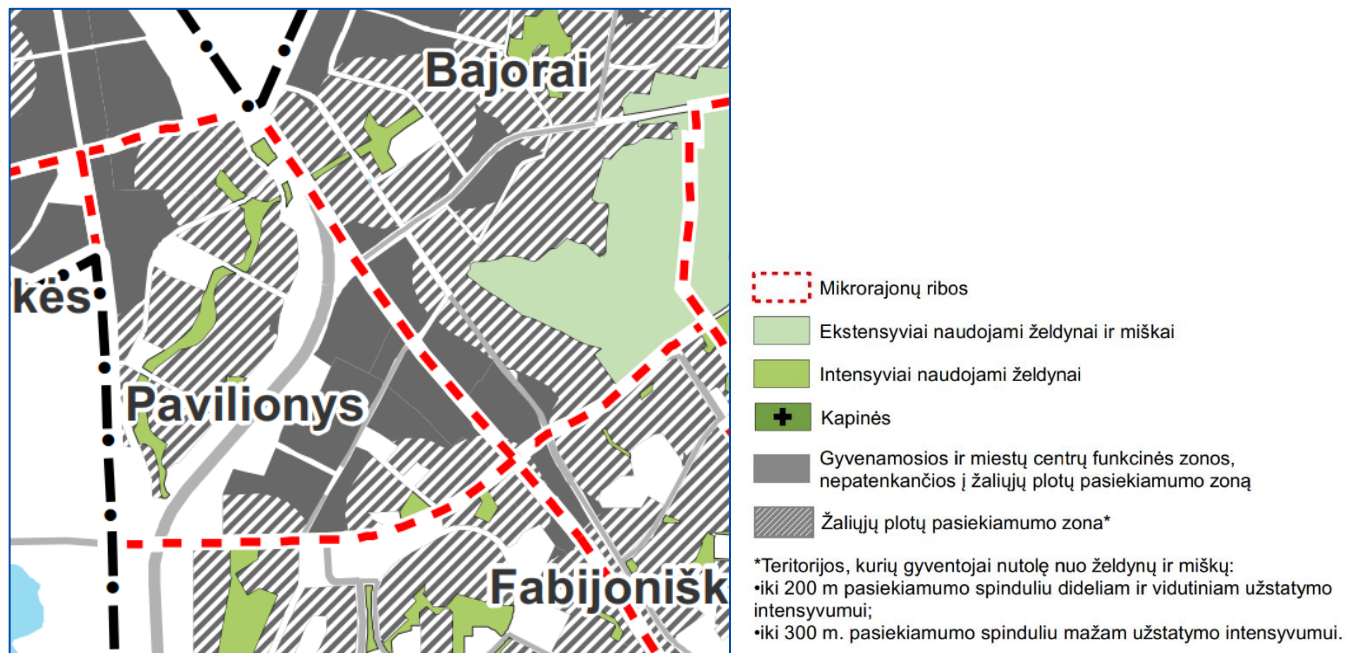 Bajorai
kės
Pavilionys
Fabijonišk
Mikrorajonų ribos
Ekstensyviai naudojami želdynai ir miškai
Intensyviai naudojami želdynai
Kapinės
Gyvenamosios ir miestų centrų funkcinės zonos,
nepatenkančios į žaliųjų plotų pasiekiamumo zoną
Žaliųjų plotų pasiekiamumo zona*
*Teritorijos, kurių gyventojai nutolę nuo želdynų ir miškų:
•iki 200 m pasiekiamumo spinduliu dideliam ir vidutiniam užstatymo
intensyvumui;
•iki 300 m. pasiekiamumo spinduliu mažam užstatymo intensyvumui.